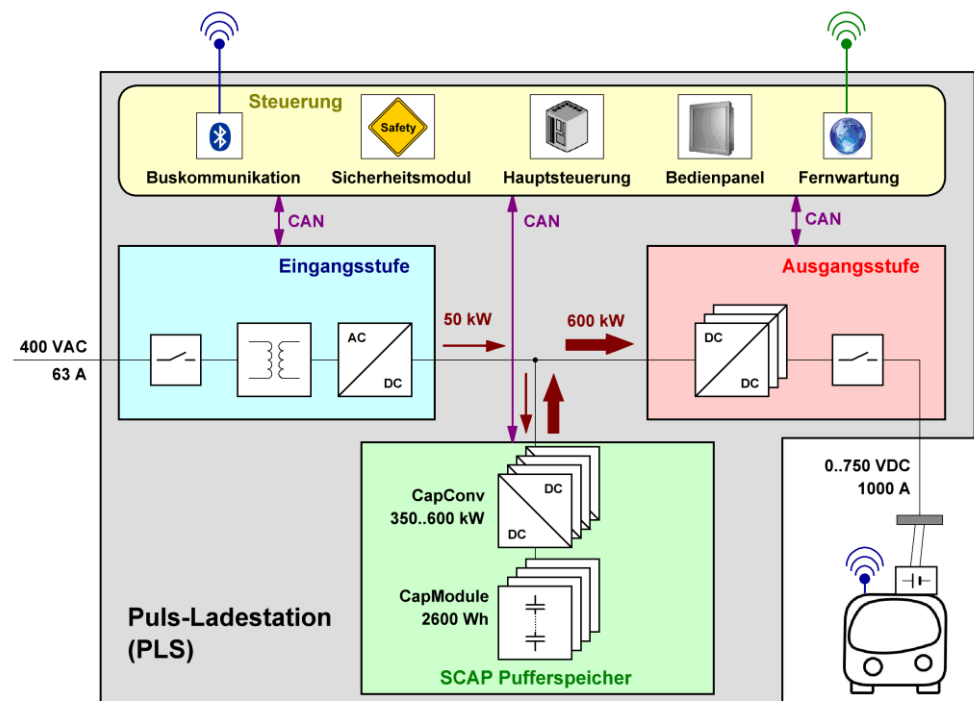 Steuerung
Safety
Buskommunikation
Sicherheitsmodul
Hauptsteuerung
Bedienpanel
Fernwartung
CAN
CAN
CAN
Eingangsstufe
Ausgangsstufe
50 kW
600 kW
400 VAC
63 A
AC
DC
DC
DC
0..750 VDC
1000 A
CapConv
350..600 kW
DC
DC
CapModule
2600 Wh
Puls-Ladestation
(PLS)
SCAP Pufferspeicher